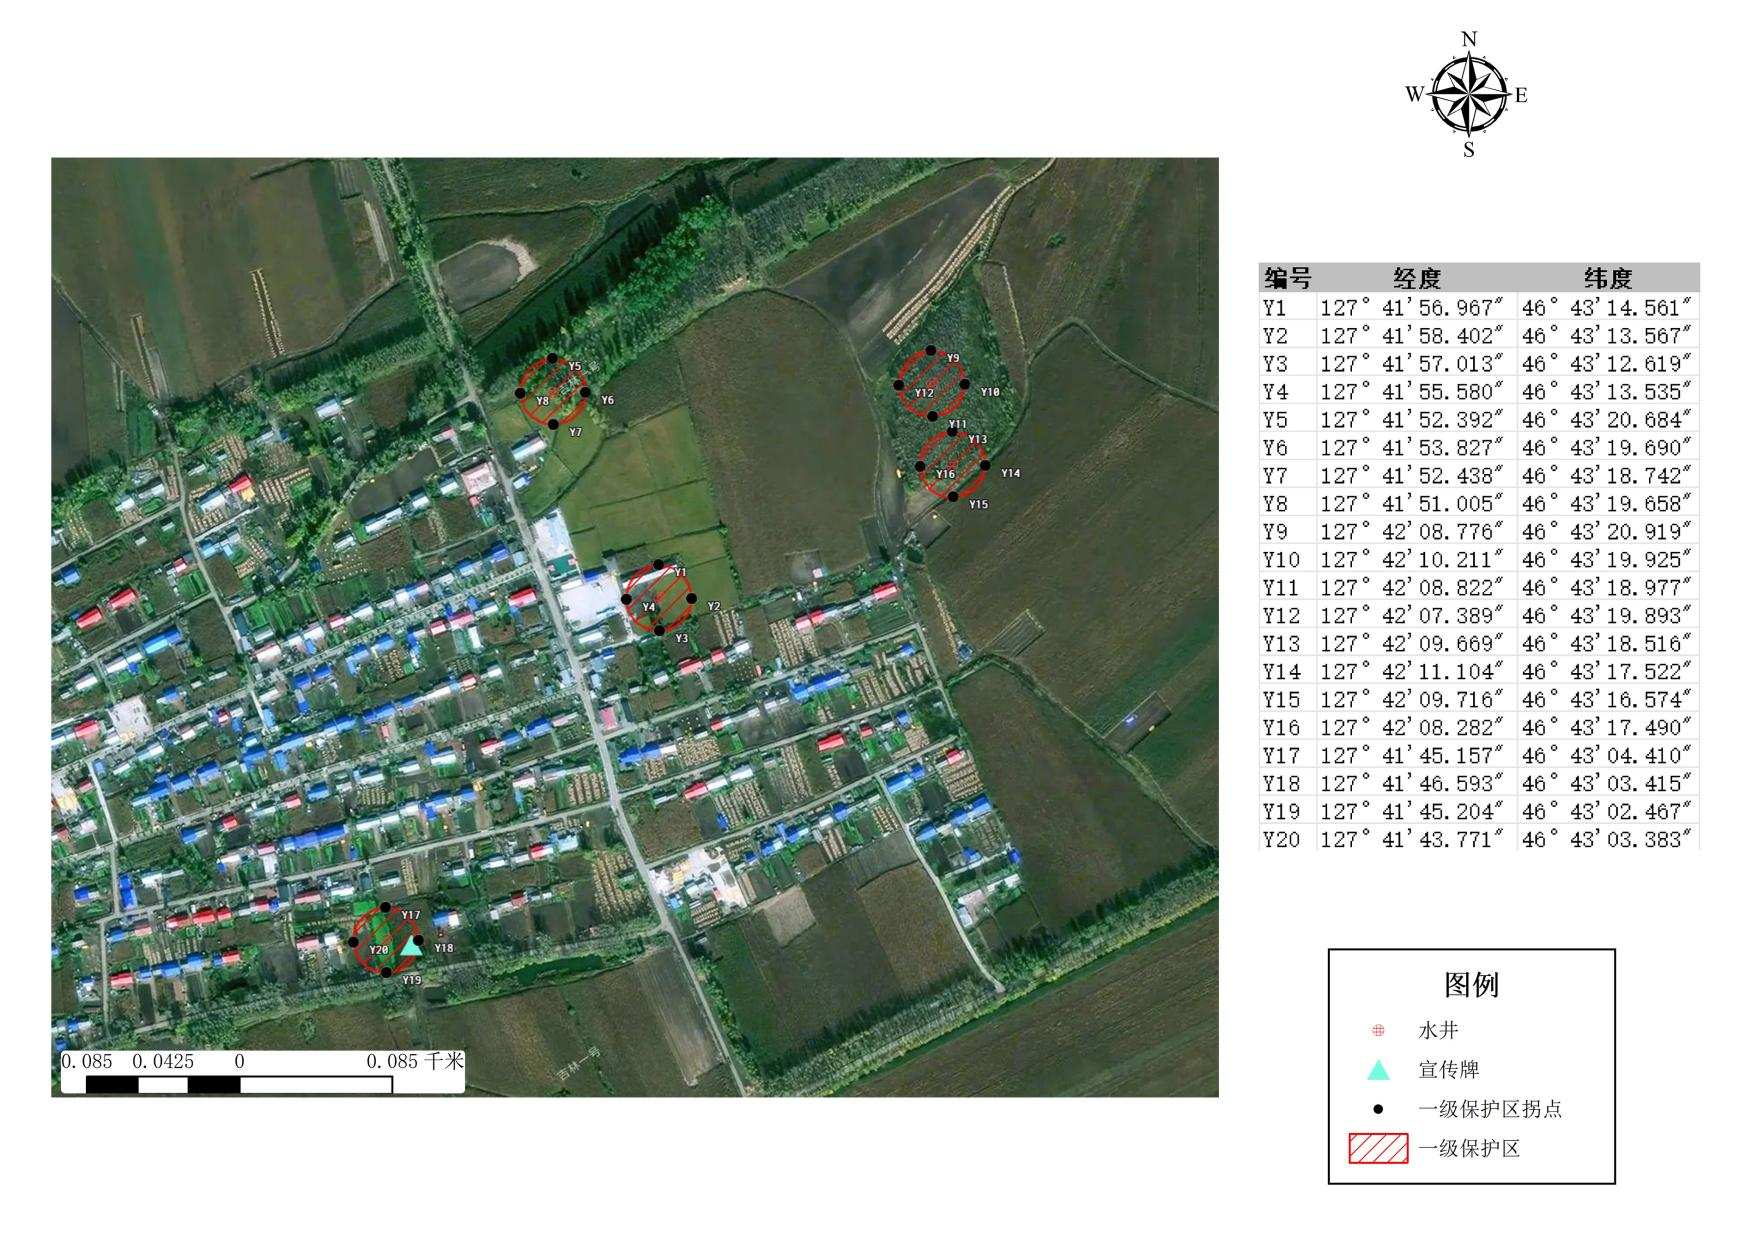 N
W E
S
编号 经度 纬度
Y1 127° 41′56.967″ 46° 43′14.561″
Y2 127° 41′58.402″ 46° 43′13.567″
Y3 127° 41′57.013″ 46° 43′12.619″
Y4 127° 41′55.580″ 46° 43′13.535″
Y5 127° 41′52.392″ 46° 43′20.684″
Y6 127° 41′53.827″ 46° 43′19.690″
Y7 127° 41′52.438″ 46° 43′18.742″
Y8 127° 41′51.005″ 46° 43′19.658″
Y9 127° 42′08.776″ 46° 43′20.919″
Y10 127° 42′10.211″ 46° 43′19.925″
Y11 127° 42′08.822″ 46° 43′18.977″
Y12 127° 42′07.389″ 46° 43′19.893″
Y13 127° 42′09.669″ 46° 43′18.516″
Y14 127° 42′11.104″ 46° 43′17.522″
Y15 127° 42′09.716″ 46° 43′16.574″
Y16 127° 42′08.282″ 46° 43′17.490″
Y17 127° 41′45.157″ 46° 43′04.410″
Y18 127° 41′46.593″ 46° 43′03.415″
Y19 127° 41′45.204″ 46° 43′02.467″
Y20 127° 41′43.771″ 46° 43′03.383″
Y9
Y12 Y10
Y11
Y5
Y8 Y6
Y7
Y13
Y16 Y14
Y15
Y1
Y4 Y2
Y3
Y17
Y20 Y18
Y19
吉林一号
0.085 0.0425 0 0.085 千米
图例
水井
宣传牌
一级保护区拐点
一级保护区